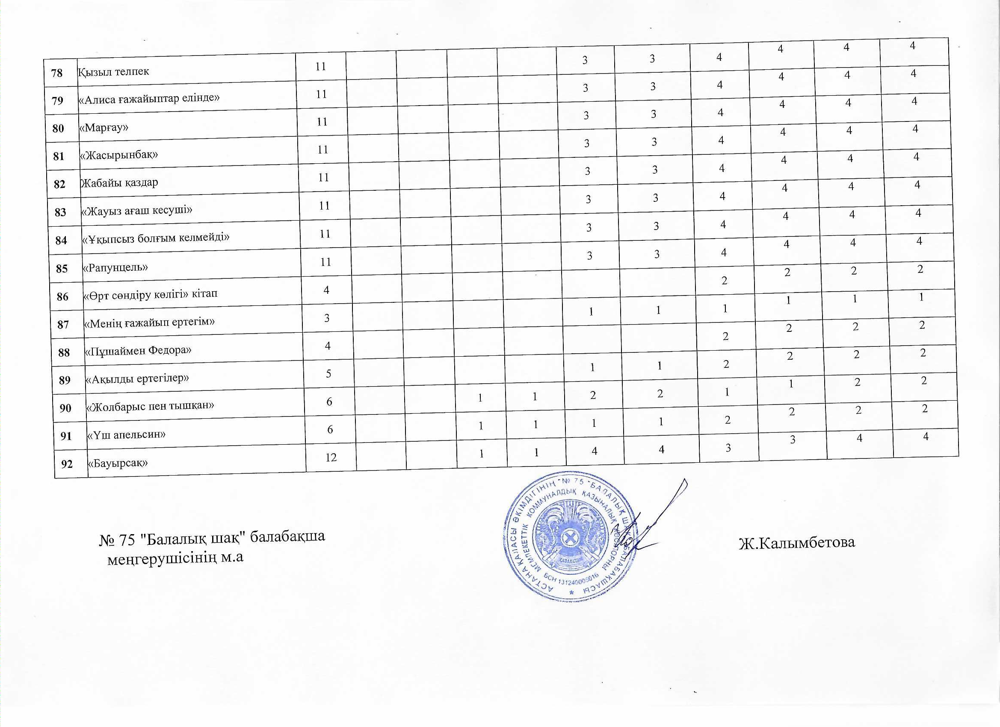 78 Қызыл телпек 11 3 3 4 4 4 4
79 «Алиса ғажайыптар елінде» 11 3 3 4 4 4 4
80 «Марғау» 11 3 3 4 4 4 4
81 «Жасырынбақ» 11 3 3 4 4 4 4
82 Жабайы қаздар 11 3 3 4 4 4 4
83 «Жауыз ағаш кесуші» 11 3 3 4 4 4 4
84 «Ұқыпсыз болғым келмейді» 11 3 3 4 4 4 4
85 «Рапунцель» 11 3 3 4 4 4 4
86 «Өрт сөндіру көлігі» кітап 4 2 2 2 2
87 «Менің ғажайып ертегім» 3 1 1 1 1 1 1
88 «Пұшаймен Федора» 4 2 2 2 2
89 «Ақылды ертегілер» 5 1 1 2 2 2 2
90 «Жолбарыс пен тышқан» 6 1 1 2 2 1 1 2 2
91 «Үш апельсин» 6 1 1 1 1 2 2 2 2
92 «Бауырсақ» 12 1 1 4 4 3 3 4 4
№ 75 "Балалық шақ" балабақша
меңгерушісінің м.а
АСТАНА ҚАЛАСЫ ӘКІМДІГІНІҢ "№ 75 "БАЛАЛЫҚ БАЛАБАҚШАСЫ
МЕМЛЕКЕТТІК КОММУНАЛДЫҚ ҚАЗЫНАЛЫҚ
ҚАЗАҚСТАН
БСН
Ж.Калымбетова